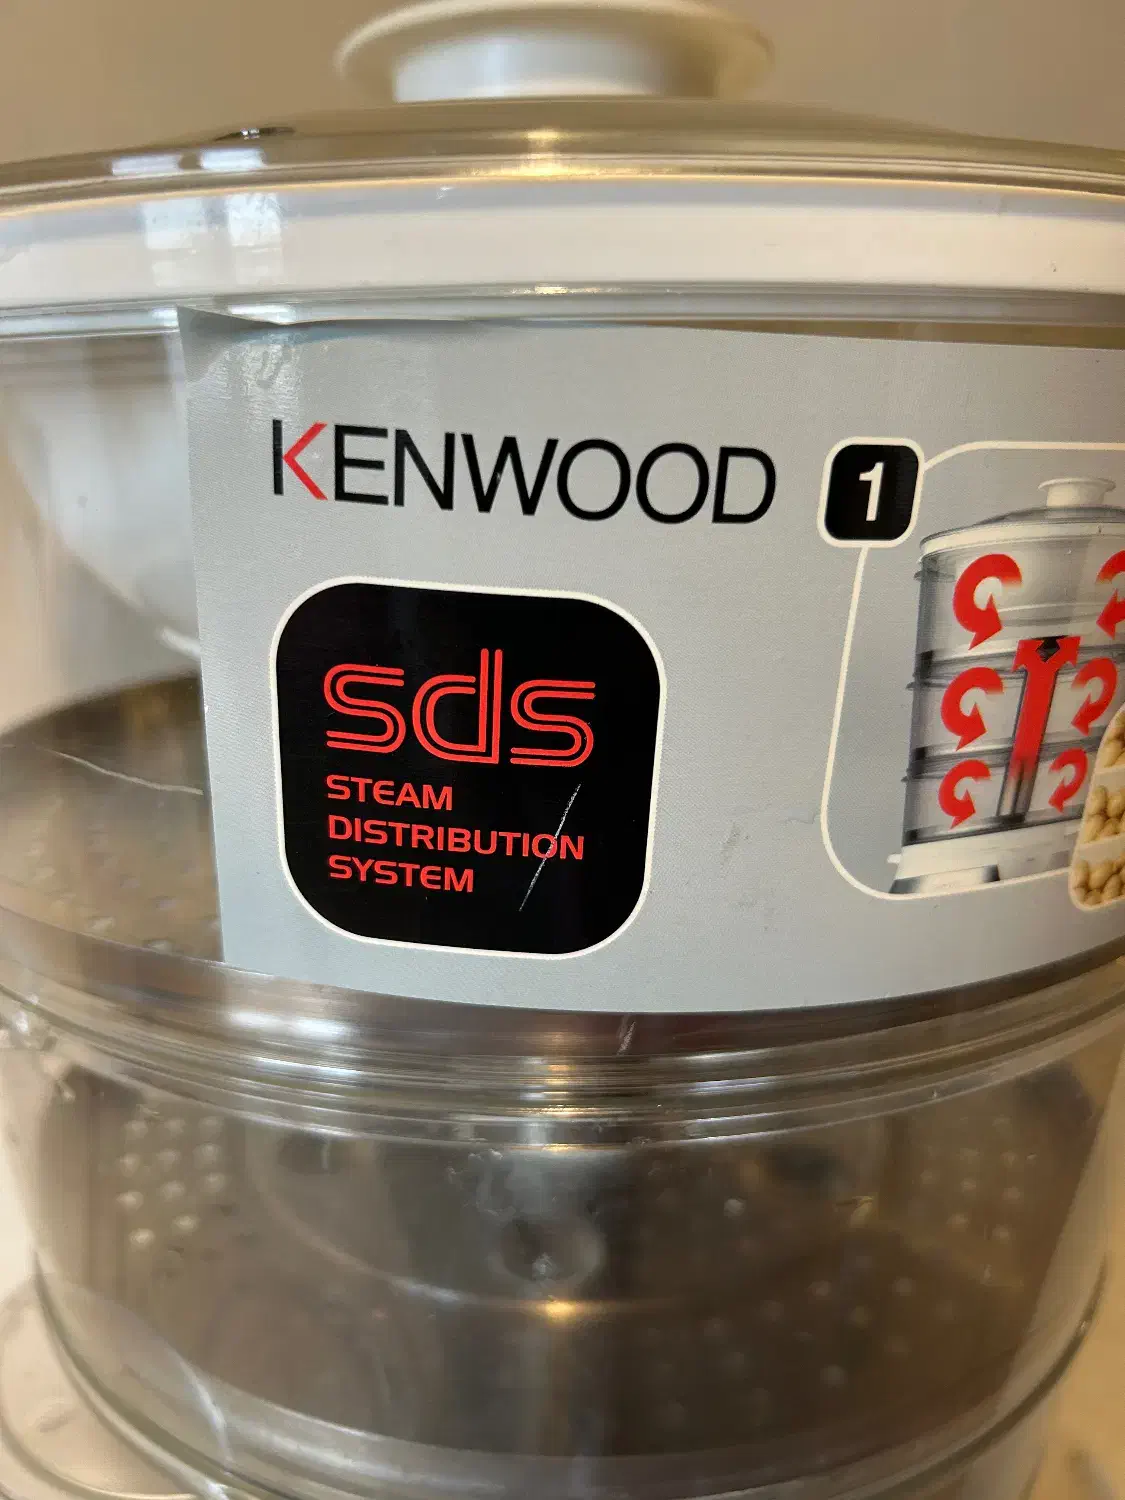 KENWOOD
1
sds
STEAM
DISTRIBUTION
SYSTEM